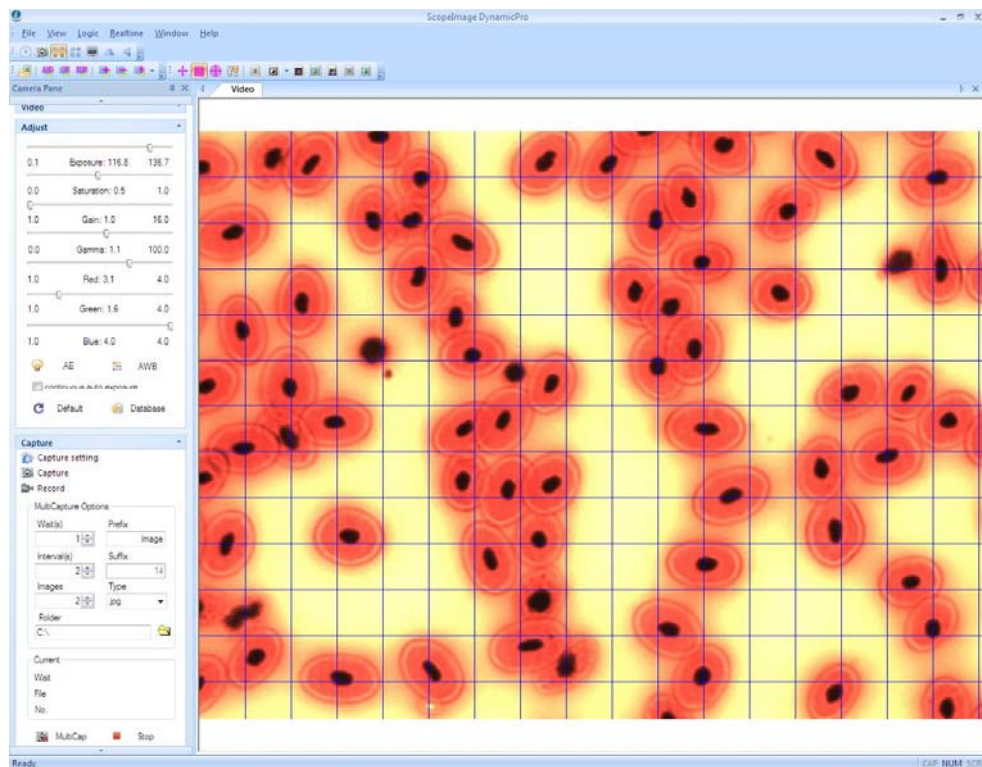 ScopeImage DynamicPro
File View Logic Realtime Window Help
Camera Pane
Video
Video
Adjust
0.1 Exposure: 116.8 136.7
0.0 Saturation: 0.5 1.0
1.0 Gain: 1.0 16.0
0.0 Gamma: 1.1 100.0
1.0 Red: 3.1 4.0
1.0 Green: 1.6 4.0
1.0 Blue: 4.0 4.0
AE AWB
continuous auto exposure
Default Database
Capture
Capture setting
Capture
Record
MultiCapture Options
Wait(s) Prefix
1 Image
Interval(s) Suffix
2 14
Images Type
2 jpg
Folder
C:\
Current
Wait
File
No.
MultiCap Stop
Ready CAP NUM SCR